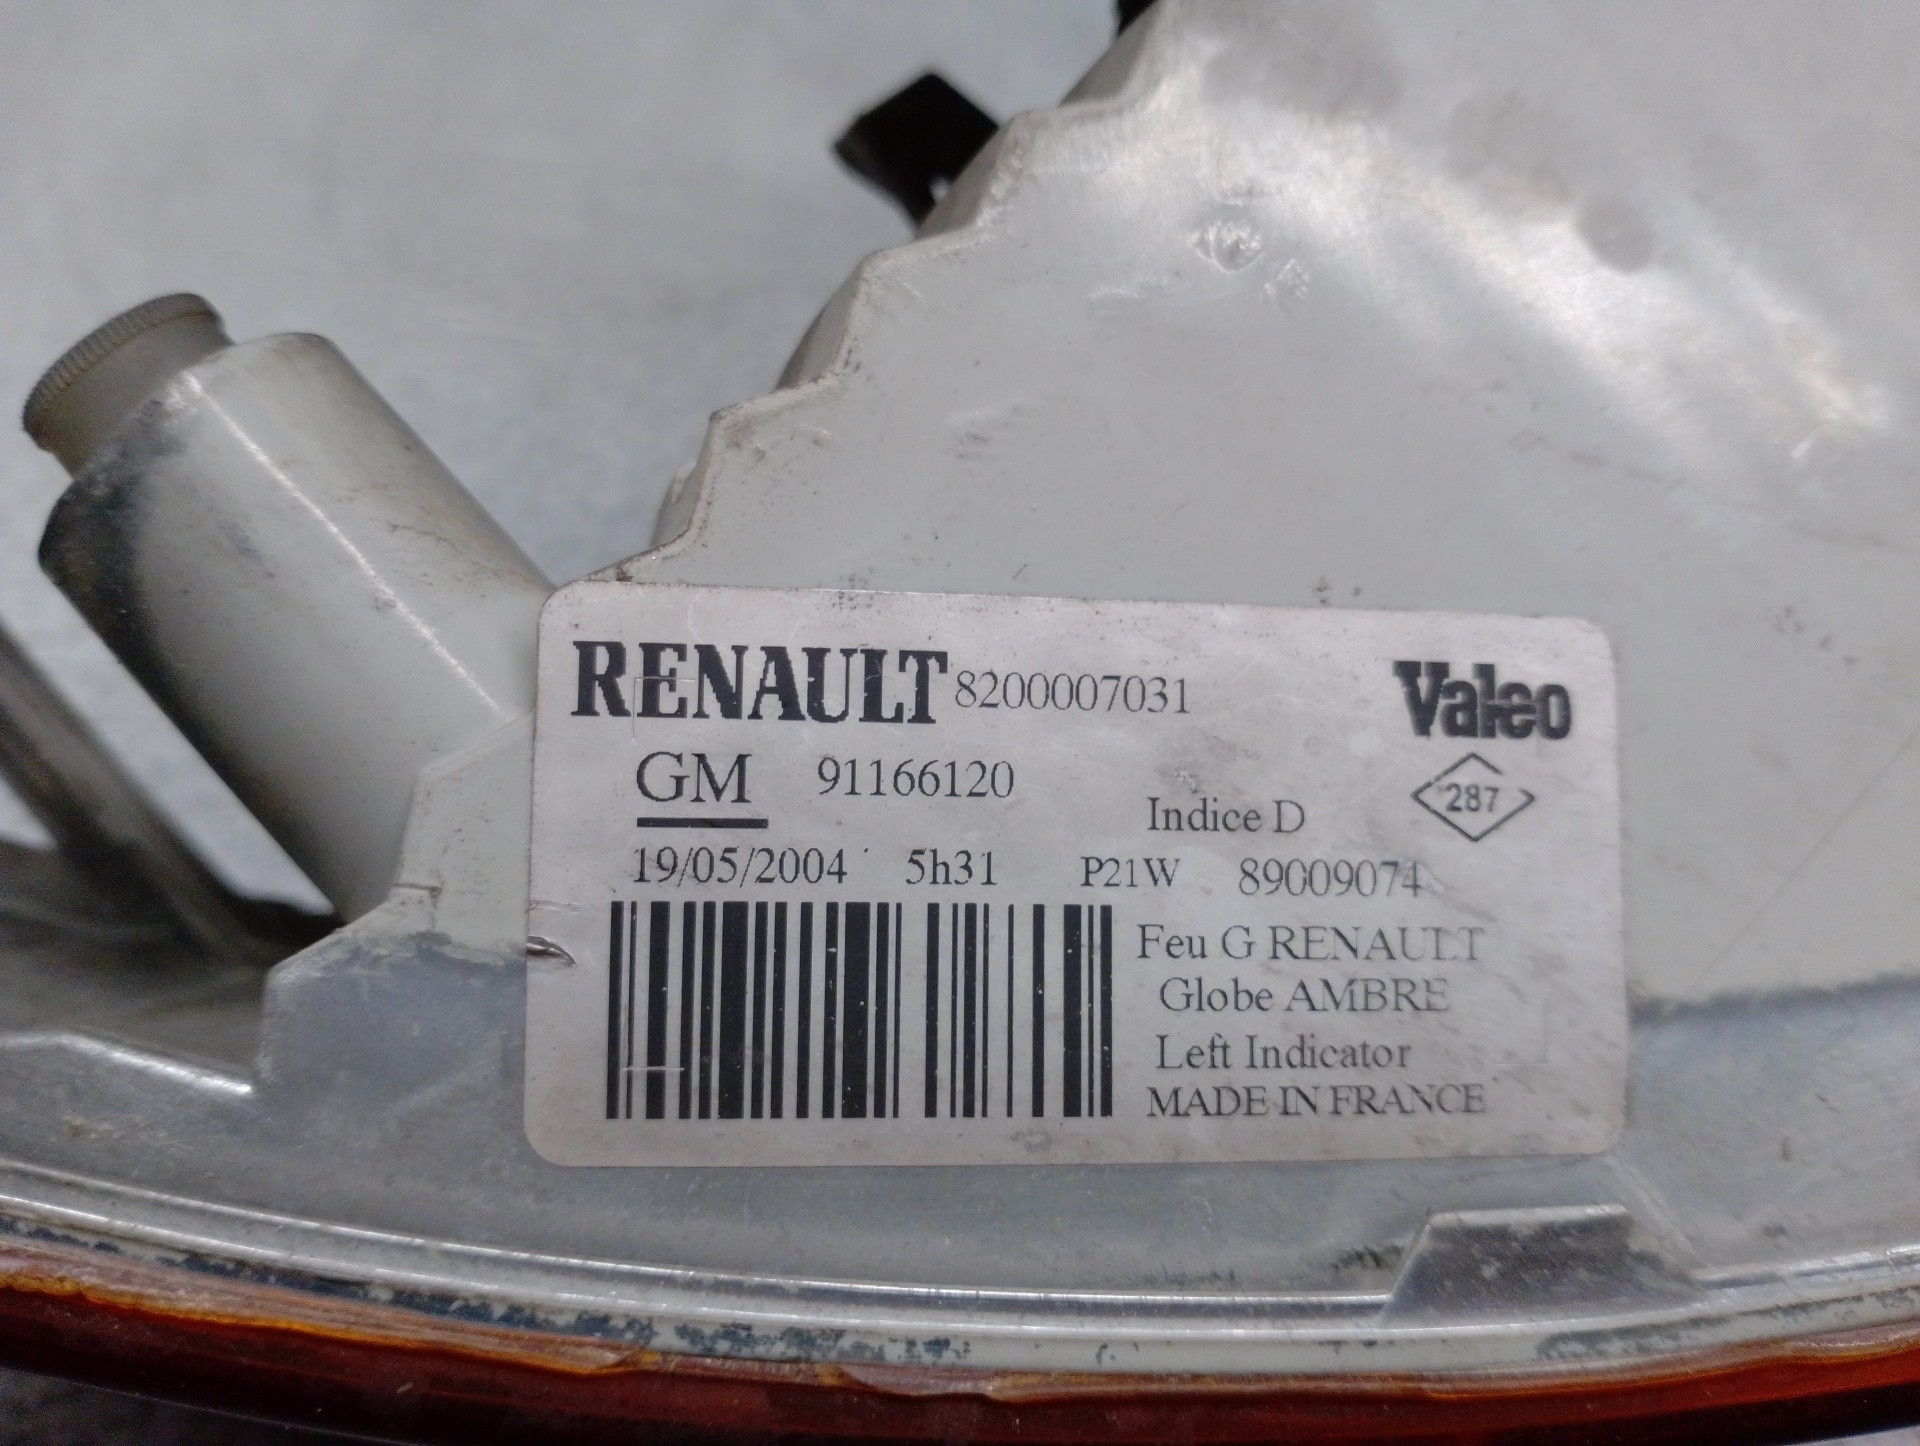 RENAULT 8200007031 Valeo
GM 91166120
Indice D 287
19/05/2004 5h31 P21W 89009074
Feu G RENAULT
Globe AMBRE
Left Indicator
MADE IN FRANCE